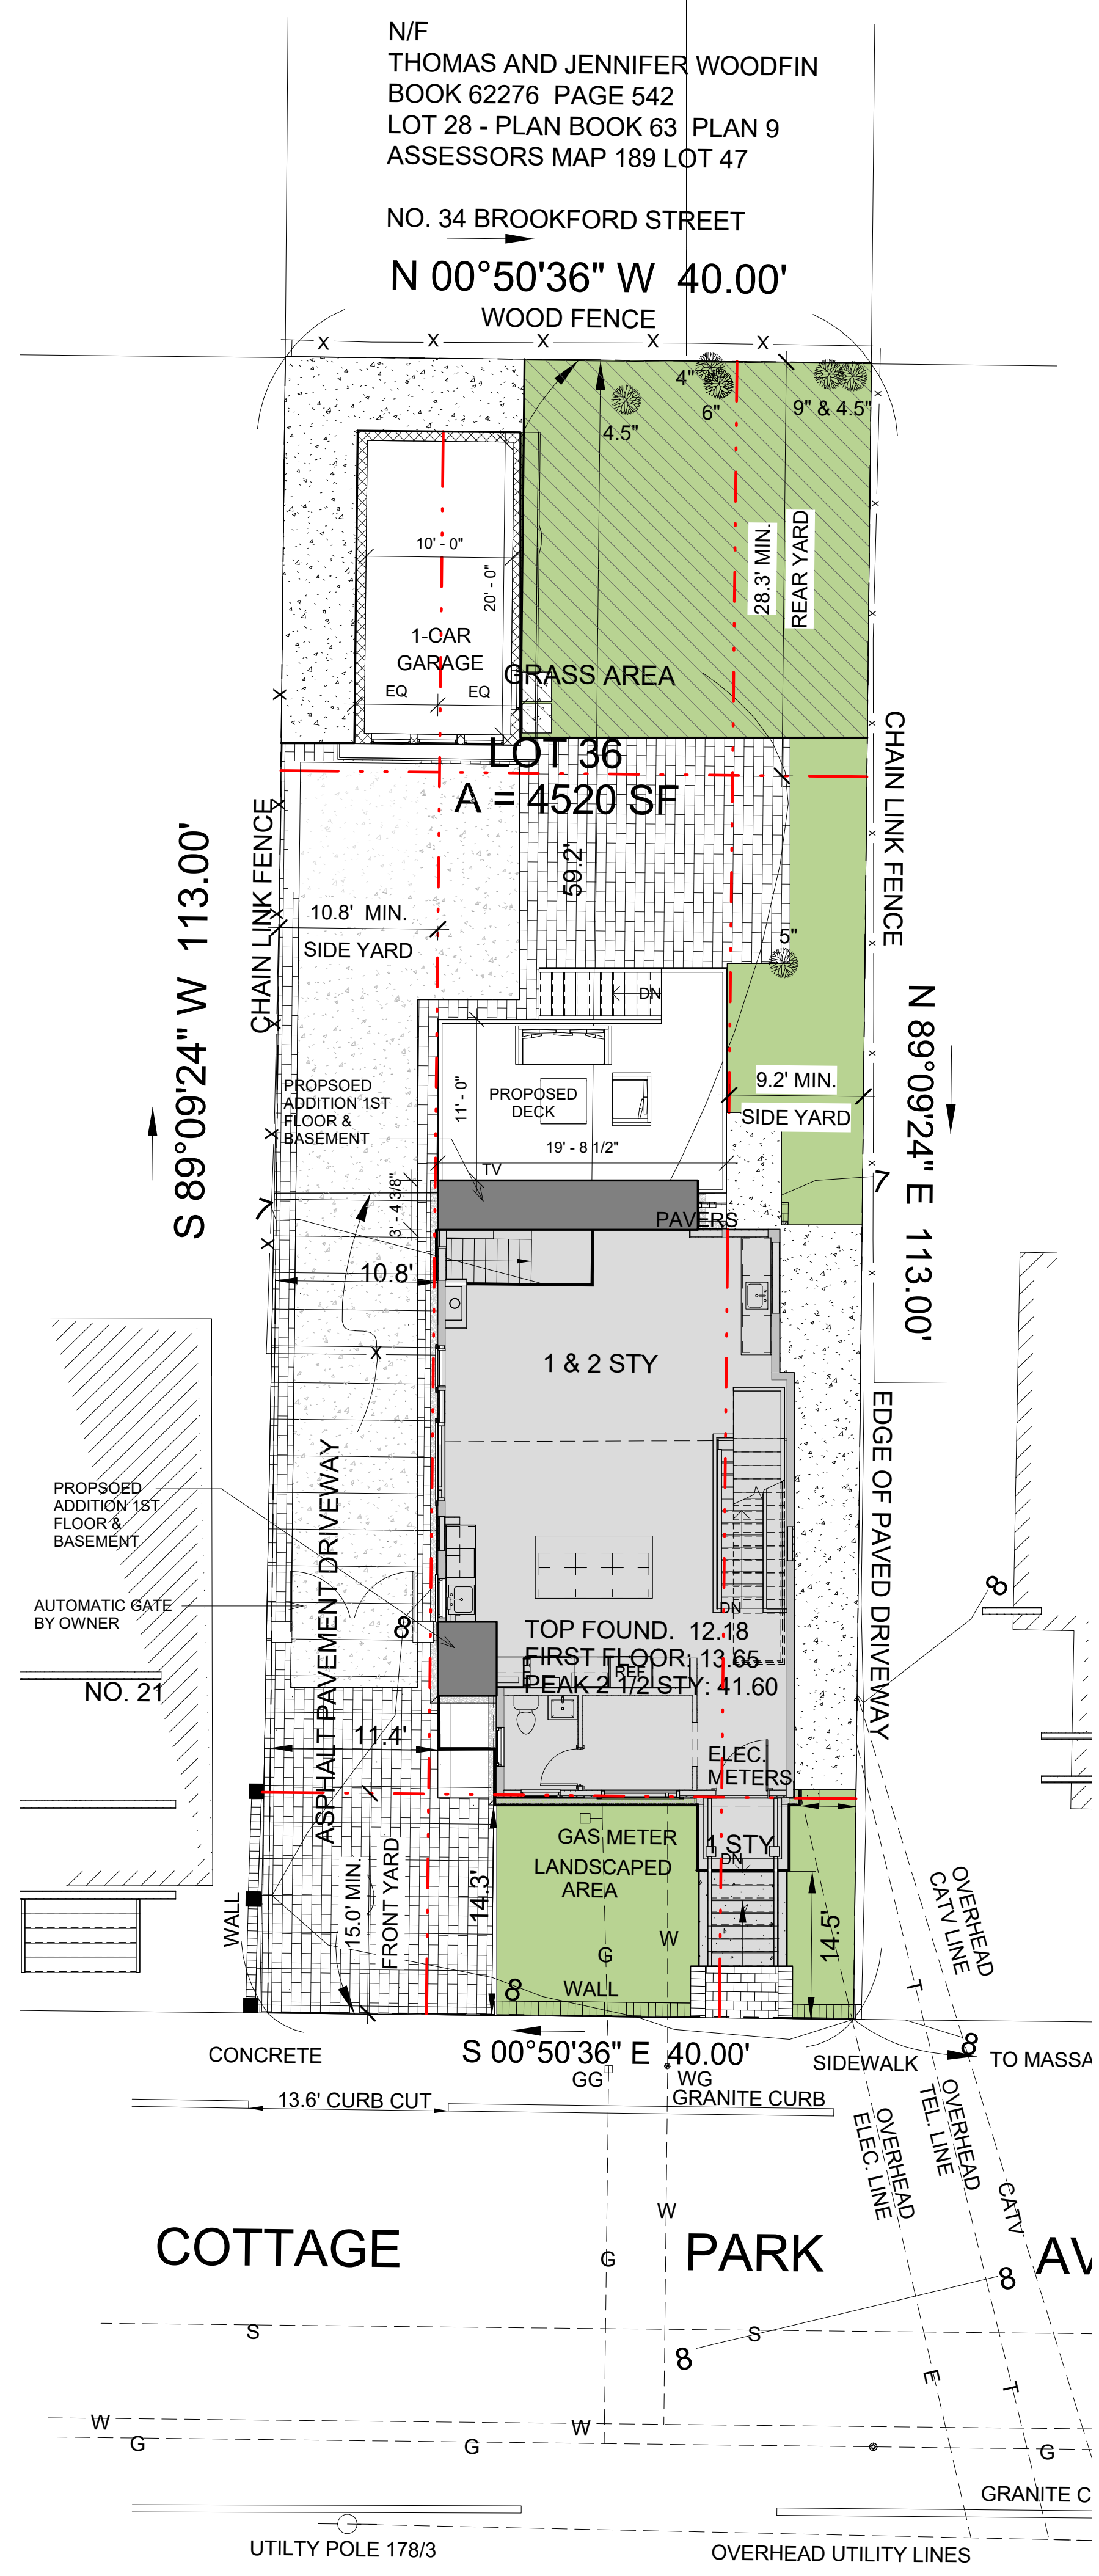 N/F
THOMAS AND JENNIFER WOODFIN
BOOK 62276 PAGE 542
LOT 28 - PLAN BOOK 63 PLAN 9
ASSESSORS MAP 189 LOT 47
NO. 34 BROOKFORD STREET
N 00°50'36" W 40.00'
WOOD FENCE
X X X X X
4"
6"
9" & 4.5"
4.5"
10' - 0"
20' - 0"
1-CAR
GARAGE
EQ EQ
28.3' MIN.
REAR YARD
GRASS AREA
LOT 36
A = 4520 SF
59.2'
CHAIN LINK FENCE
CHAIN LINK FENCE
S 89°09'24" W 113.00'
N 89°09'24" E 113.00'
10.8' MIN.
SIDE YARD
5"
DN
9.2' MIN.
SIDE YARD
PROPSOED
ADDITION 1ST
FLOOR &
BASEMENT
11' - 0"
PROPOSED
DECK
19' - 8 1/2"
TV
3' - 4 3/8"
7
7
PAVERS
10.8'
X
1 & 2 STY
EDGE OF PAVED DRIVEWAY
ASPHALT PAVEMENT DRIVEWAY
PROPSOED
ADDITION 1ST
FLOOR &
BASEMENT
AUTOMATIC GATE
BY OWNER
8
8
DN
TOP FOUND. 12.18
FIRST FLOOR: 13.65
REF
PEAK 2 1/2 STY: 41.60
NO. 21
11.4'
ELEC.
METERS
GAS METER
1 STY
DN
LANDSCAPED
AREA
15.0' MIN.
FRONT YARD
14.3'
14.5'
WALL
G
W
WALL
8
OVERHEAD
CATV LINE
T
S 00°50'36" E 40.00'
CONCRETE
SIDEWALK
8
TO MASSA
GG
WG
13.6' CURB CUT
GRANITE CURB
OVERHEAD
ELEC. LINE
OVERHEAD
TEL. LINE
CATV
W
G
COTTAGE PARK AV
8
8
S
S
E
T
W
W
G
G
G
GRANITE C
UTILTY POLE 178/3
OVERHEAD UTILITY LINES